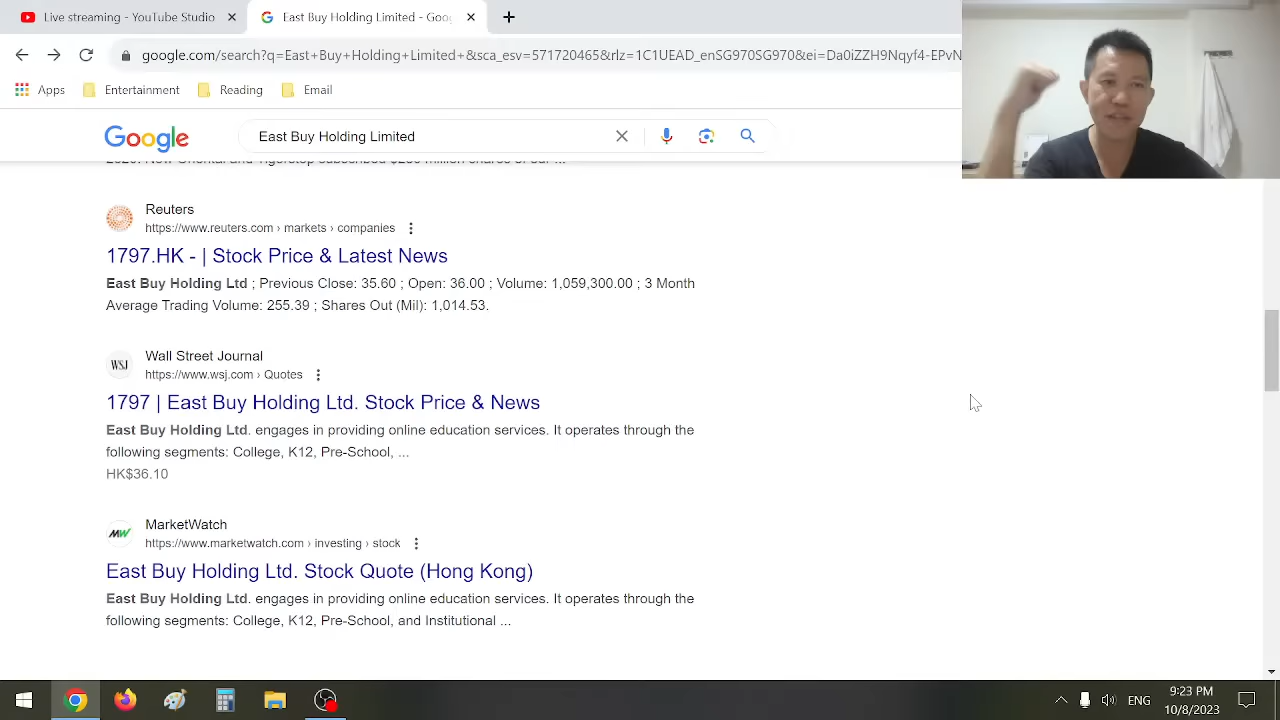 Live streaming - YouTube Studio
East Buy Holding Limited - Goo
google.com/search?q=East+Buy+Holding+Limited+&sca_esv=571720465&rlz=1C1UEAD_enSG970SG970&ei=Da0iZZH9Nqyf4-EPvN
Apps
Entertainment
Reading
Email
Google
East Buy Holding Limited
Reuters
https://www.reuters.com › markets › companies
1797.HK - | Stock Price & Latest News
East Buy Holding Ltd ; Previous Close: 35.60 ; Open: 36.00 ; Volume: 1,059,300.00 ; 3 Month
Average Trading Volume: 255.39 ; Shares Out (Mil): 1,014.53.
WSJ
Wall Street Journal
https://www.wsj.com › Quotes
1797 | East Buy Holding Ltd. Stock Price & News
East Buy Holding Ltd. engages in providing online education services. It operates through the
following segments: College, K12, Pre-School, ...
HK$36.10
MW
MarketWatch
https://www.marketwatch.com › investing › stock
East Buy Holding Ltd. Stock Quote (Hong Kong)
East Buy Holding Ltd. engages in providing online education services. It operates through the
following segments: College, K12, Pre-School, and Institutional ...
ENG
9:23 PM
10/8/2023